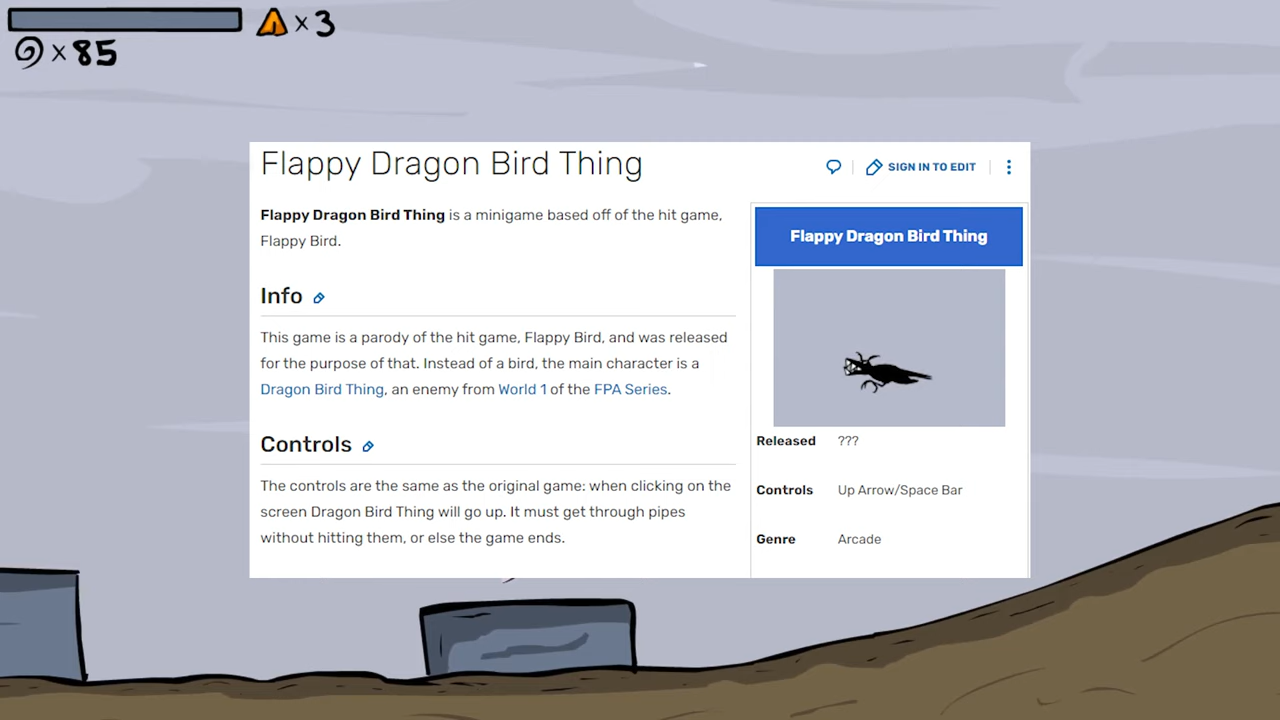 × 3
× 85
Flappy Dragon Bird Thing
SIGN IN TO EDIT
Flappy Dragon Bird Thing is a minigame based off of the hit game,
Flappy Bird.
Info
This game is a parody of the hit game, Flappy Bird, and was released
for the purpose of that. Instead of a bird, the main character is a
Dragon Bird Thing, an enemy from World 1 of the FPA Series.
Controls
The controls are the same as the original game: when clicking on the
screen Dragon Bird Thing will go up. It must get through pipes
without hitting them, or else the game ends.
Flappy Dragon Bird Thing
Released ???
Controls Up Arrow/Space Bar
Genre Arcade